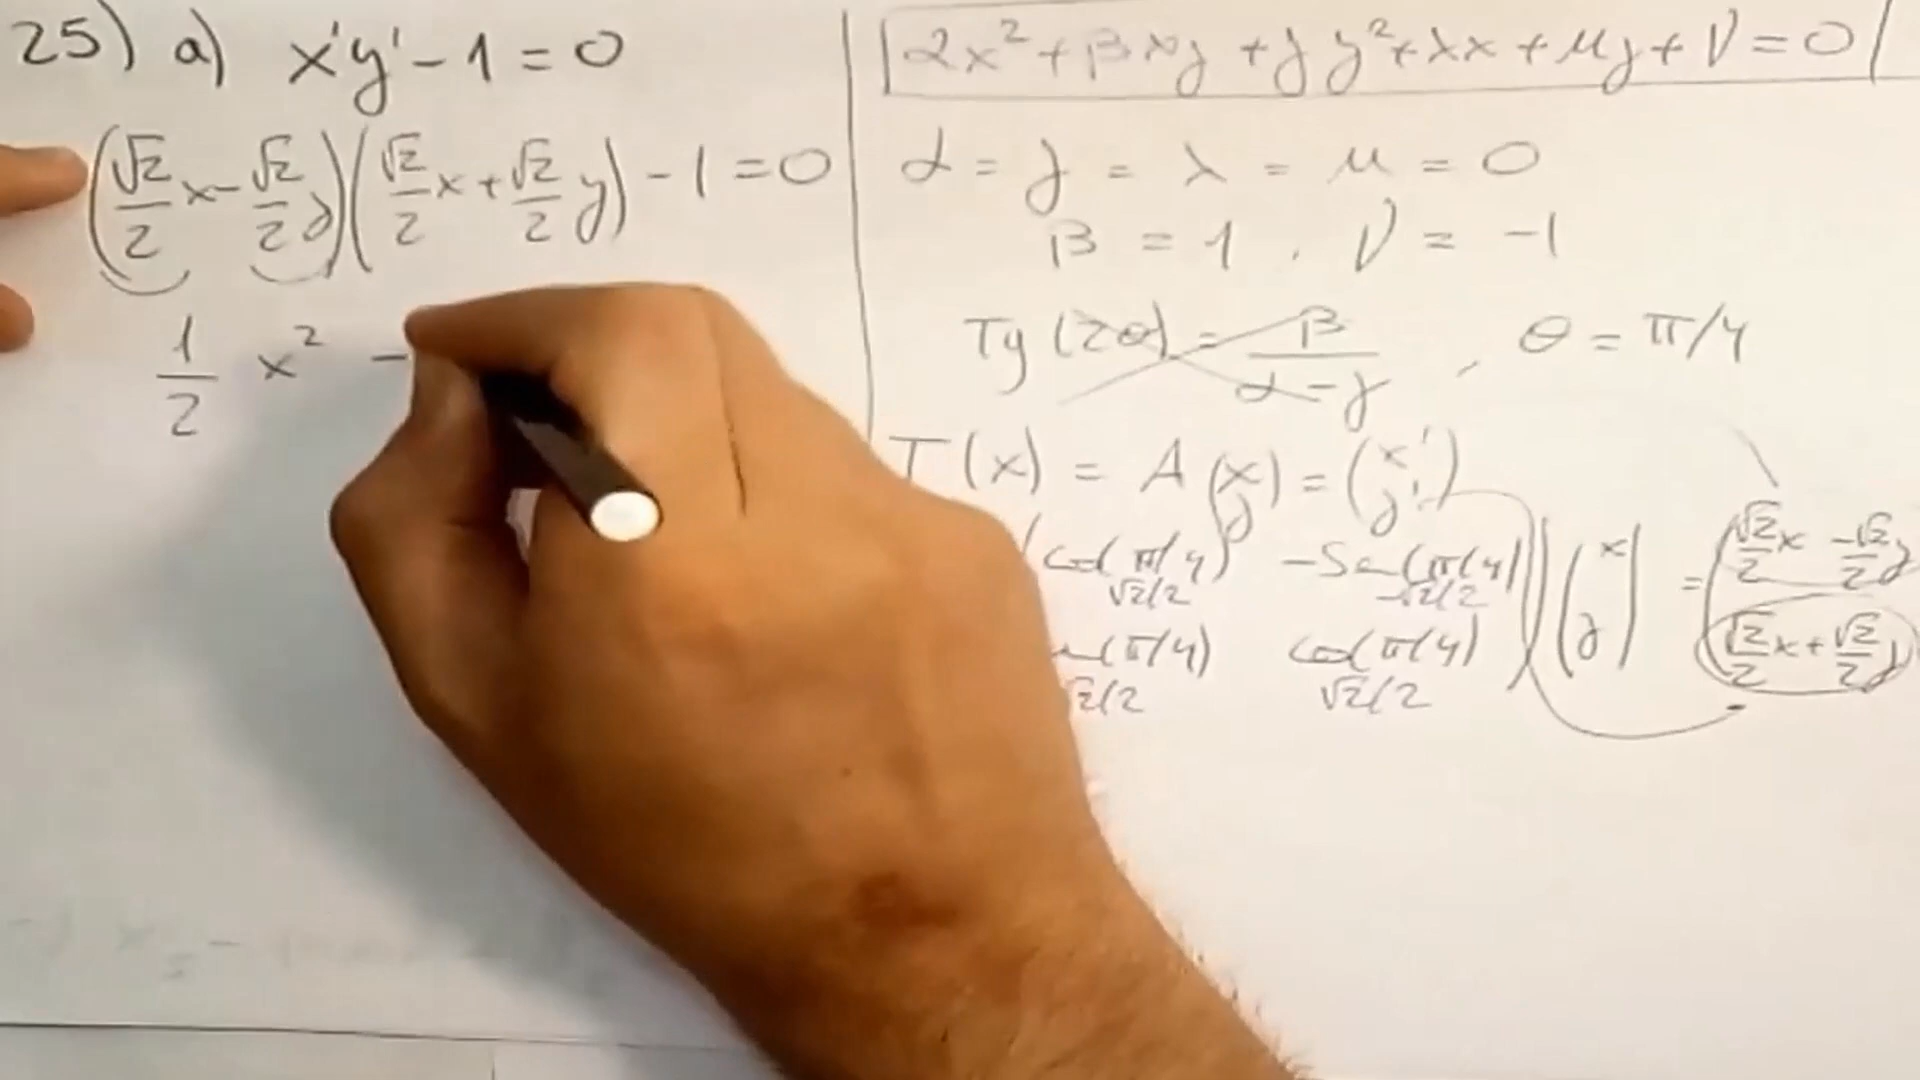 25) a) x'y' - 1 = 0
(√2/2 x - √2/2 y)(√2/2 x + √2/2 y) - 1 = 0
1/2 x² -
αx² + βxy + γy² + λx + μy + ν = 0
α = γ = λ = μ = 0
β = 1 , ν = -1
Tg(2θ) = β/(α-γ) , θ = π/4
T(x) = A(x y) = (x' y')
cos(π/4) -Sen(π/4) (x y) = (√2/2 x -√2/2 y
√2/2 -√2/2
(π/4) cos(π/4) √2/2 x + √2/2 y)
√2/2 √2/2